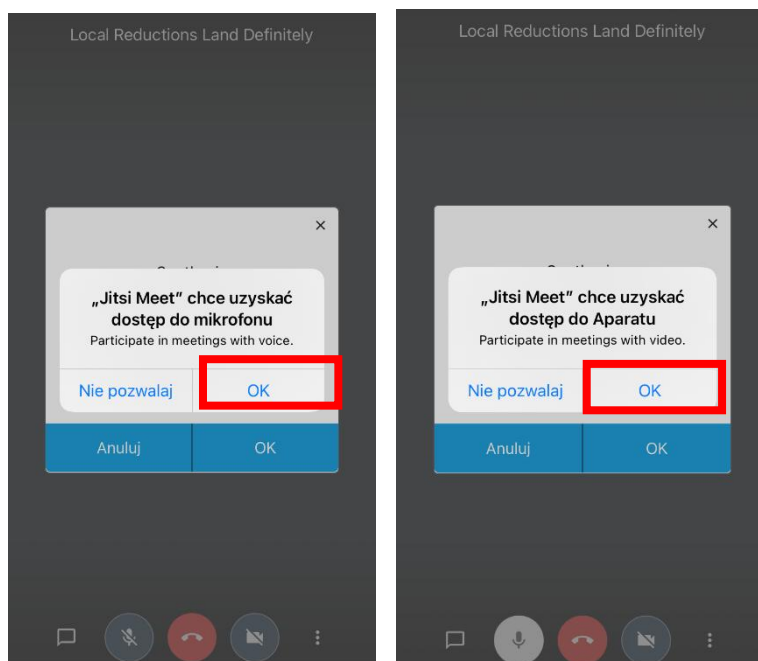 Local Reductions Land Definitely
„Jitsi Meet” chce uzyskać
dostęp do mikrofonu
Participate in meetings with voice.
Nie pozwalaj OK
Anuluj OK
Local Reductions Land Definitely
„Jitsi Meet” chce uzyskać
dostęp do Aparatu
Participate in meetings with video.
Nie pozwalaj OK
Anuluj OK